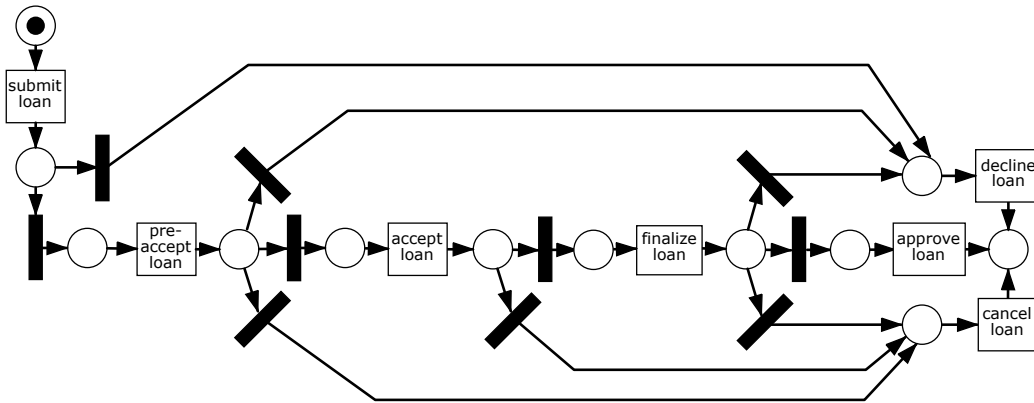 submit
loan
pre-
accept
loan
accept
loan
finalize
loan
decline
loan
approve
loan
cancel
loan